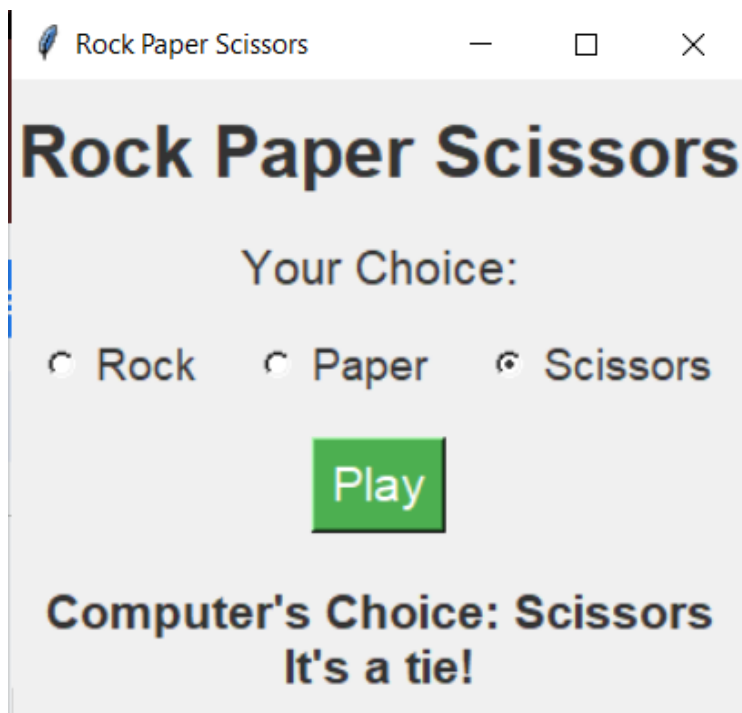 Rock Paper Scissors
Rock Paper Scissors
Your Choice:
Rock Paper Scissors
Play
Computer's Choice: Scissors
It's a tie!